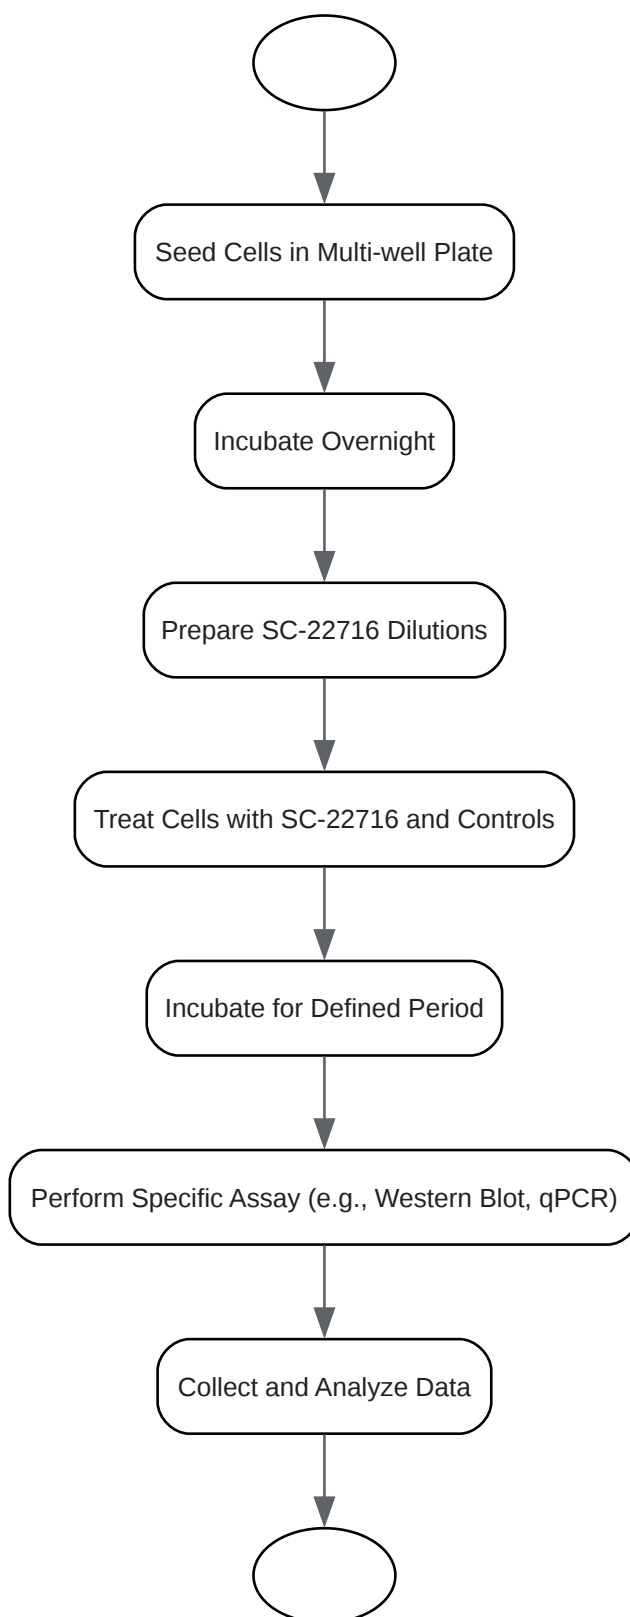 Seed Cells in Multi-well Plate
Incubate Overnight
Prepare SC-22716 Dilutions
Treat Cells with SC-22716 and Controls
Incubate for Defined Period
Perform Specific Assay (e.g., Western Blot, qPCR)
Collect and Analyze Data